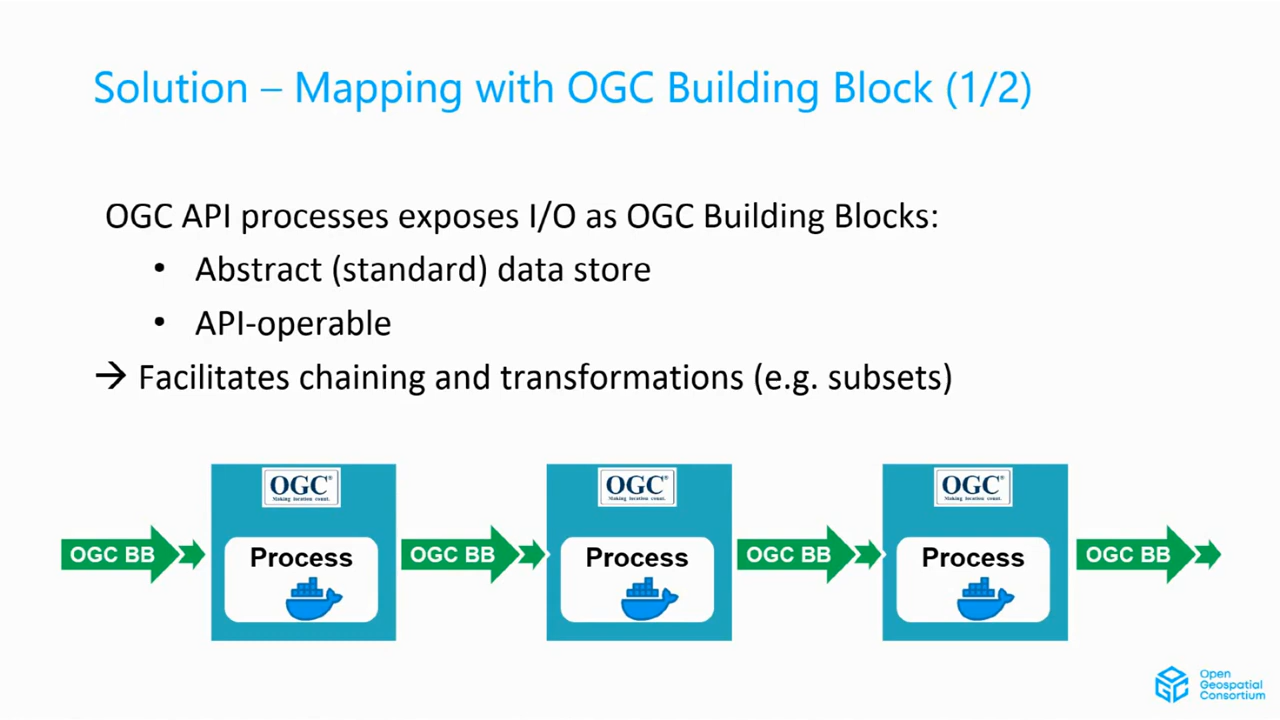 Solution – Mapping with OGC Building Block (1/2)
OGC API processes exposes I/O as OGC Building Blocks:
• Abstract (standard) data store
• API-operable
→ Facilitates chaining and transformations (e.g. subsets)
OGC®
Making location count.
OGC®
Making location count.
OGC®
Making location count.
OGC BB
Process
OGC BB
Process
OGC BB
Process
OGC BB
OGC
Open
Geospatial
Consortium